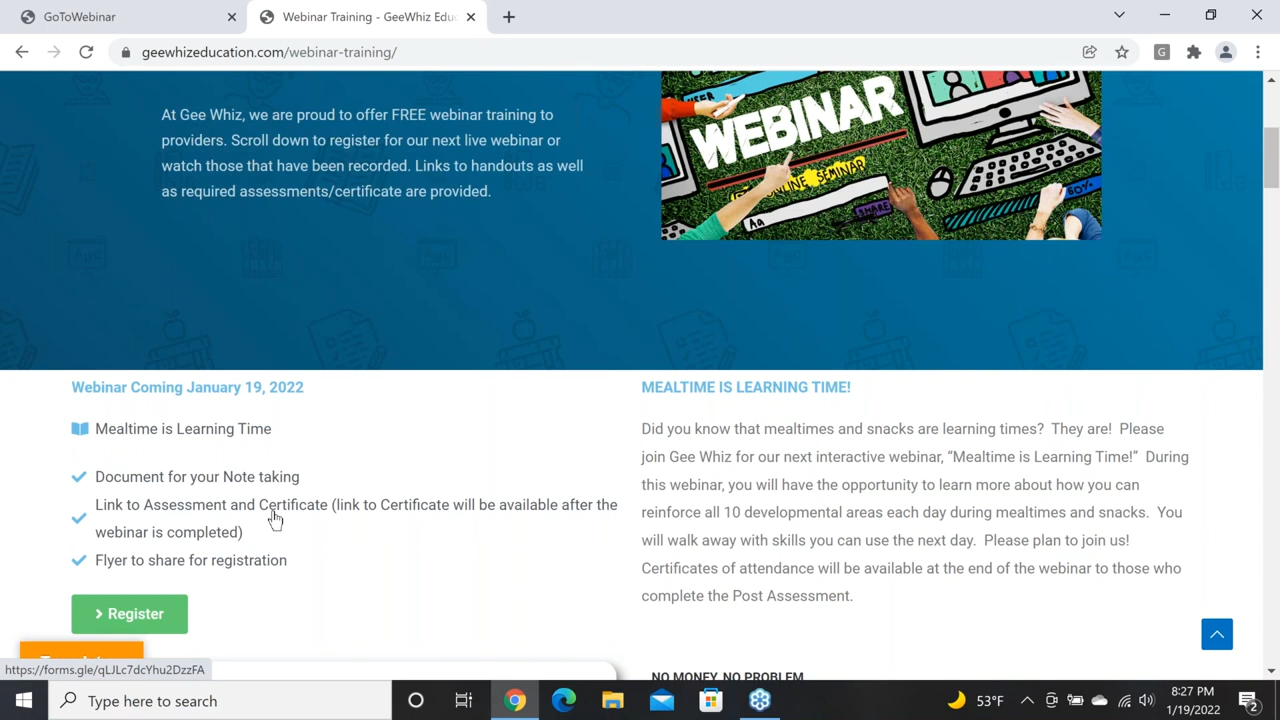 GoToWebinar
Webinar Training - GeeWhiz Educ
geewhizeducation.com/webinar-training/
G
At Gee Whiz, we are proud to offer FREE webinar training to
providers. Scroll down to register for our next live webinar or
watch those that have been recorded. Links to handouts as well
as required assessments/certificate are provided.
USER
WEBINAR
ONLINE SEMINAR
SHARE
Aa
50%
Webinar Coming January 19, 2022
Mealtime is Learning Time
Document for your Note taking
Link to Assessment and Certificate (link to Certificate will be available after the
webinar is completed)
Flyer to share for registration
Register
MEALTIME IS LEARNING TIME!
Did you know that mealtimes and snacks are learning times? They are! Please
join Gee Whiz for our next interactive webinar, “Mealtime is Learning Time!” During
this webinar, you will have the opportunity to learn more about how you can
reinforce all 10 developmental areas each day during mealtimes and snacks. You
will walk away with skills you can use the next day. Please plan to join us!
Certificates of attendance will be available at the end of the webinar to those who
complete the Post Assessment.
NO MONEY, NO PROBLEM
https://forms.gle/qLJLc7dcYhu2DzzFA
Type here to search
53°F
8:27 PM
1/19/2022
2